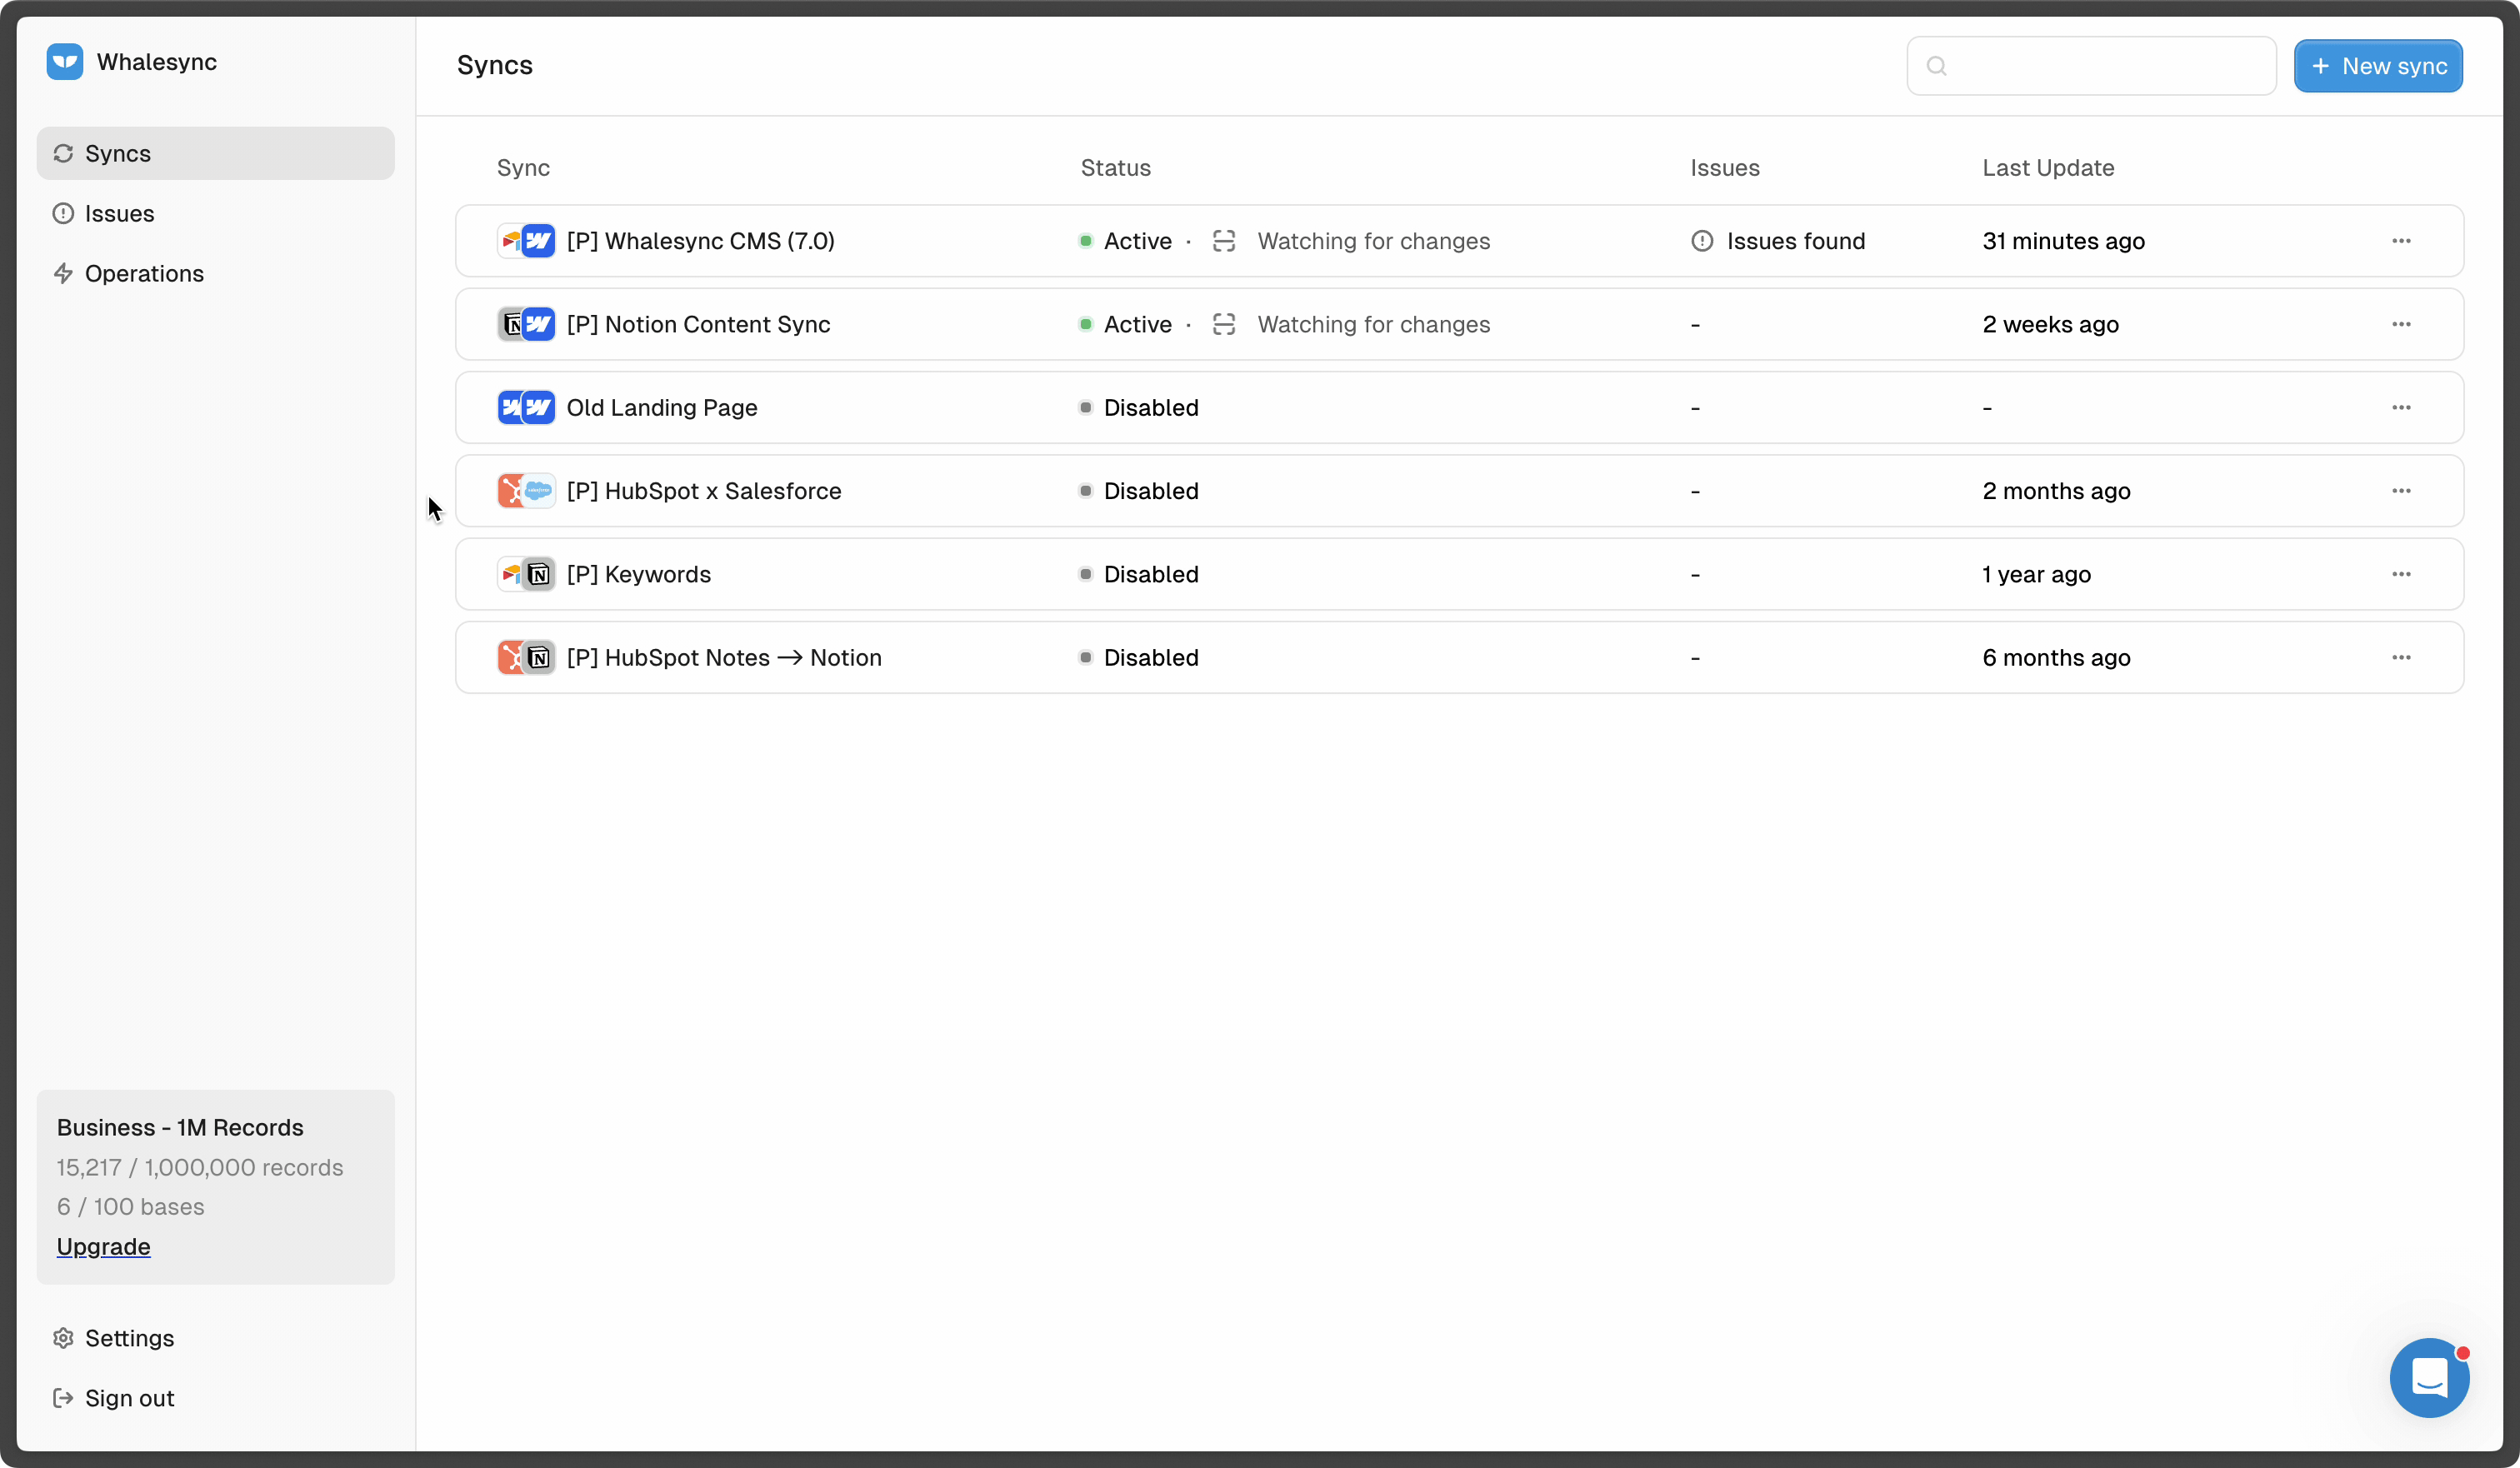 Whalesync
Syncs
Issues
Operations
Business - 1M Records
15,217 / 1,000,000 records
6 / 100 bases
Upgrade
Settings
Sign out
Syncs
+ New sync
Sync Status Issues Last Update
[P] Whalesync CMS (7.0) Active · Watching for changes Issues found 31 minutes ago ···
[P] Notion Content Sync Active · Watching for changes - 2 weeks ago ···
Old Landing Page Disabled - - ···
[P] HubSpot x Salesforce Disabled - 2 months ago ···
[P] Keywords Disabled - 1 year ago ···
[P] HubSpot Notes → Notion Disabled - 6 months ago ···